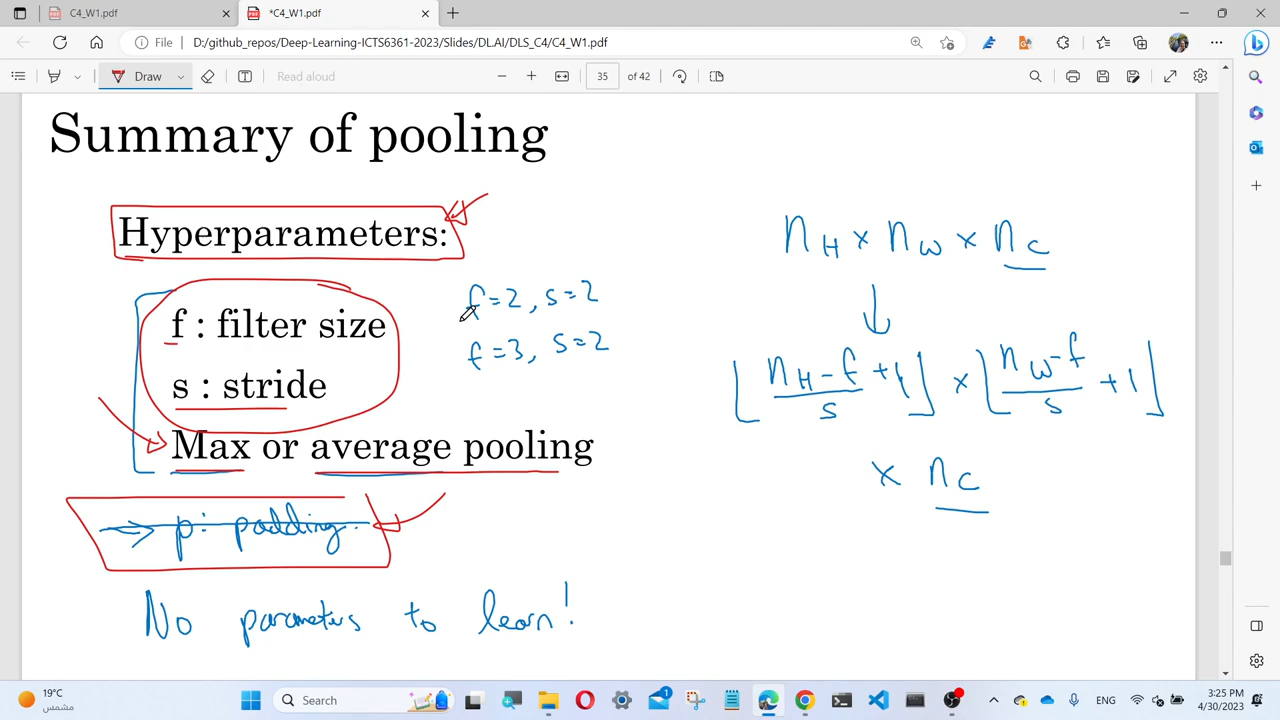 C4_W1.pdf
*C4_W1.pdf
File
D:/github_repos/Deep-Learning-ICTS6361-2023/Slides/DL.AI/DLS_C4/C4_W1.pdf
Draw
Read aloud
35 of 42
Summary of pooling
Hyperparameters:
f : filter size
s : stride
Max or average pooling
→ p: padding.
No parameters to learn!
f=2, s=2
f=3, s=2
n_H × n_W × n_C
↓
⌊(n_H - f)/s + 1⌋ × ⌊(n_W - f)/s + 1⌋
× n_C
19°C
مشمس
Search
1
ENG
3:25 PM
4/30/2023